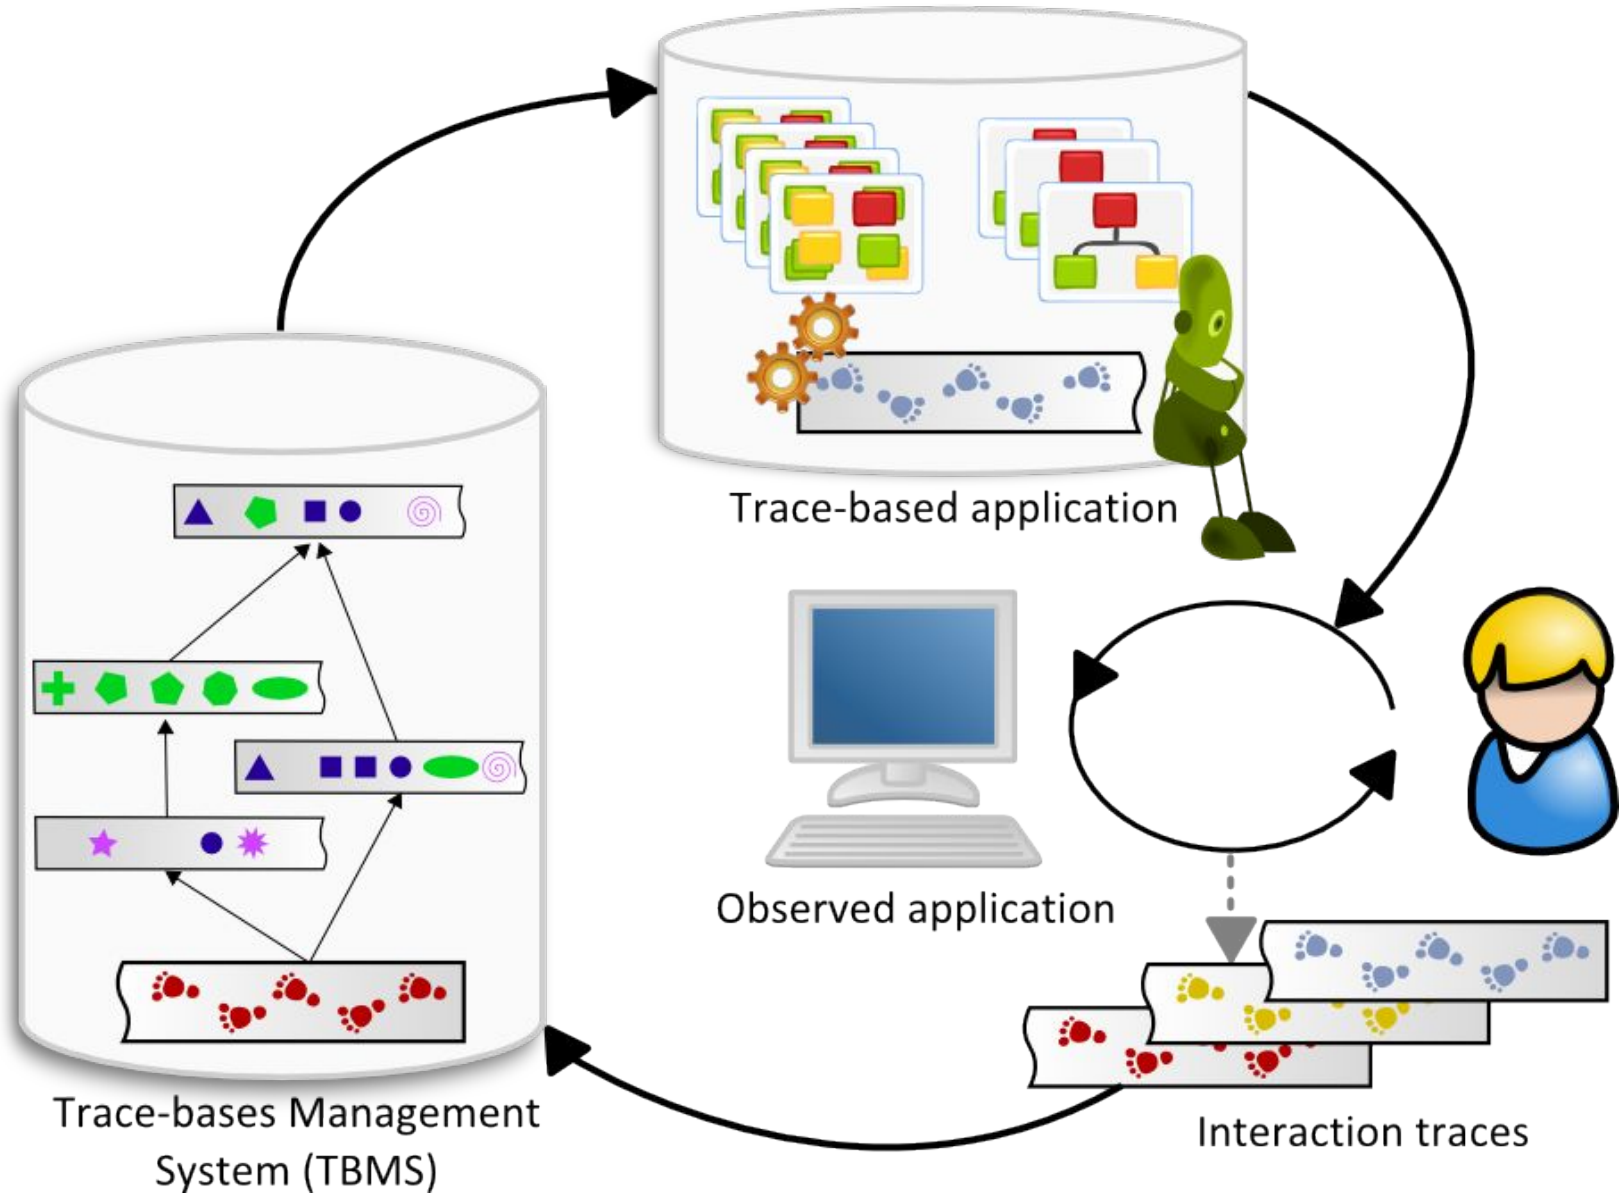 Trace-based application
Observed application
Trace-bases Management
System (TBMS)
Interaction traces